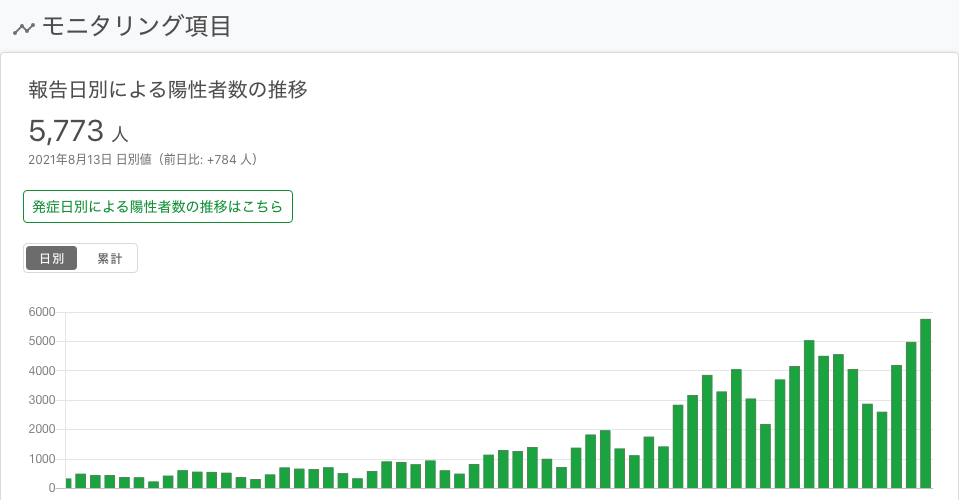 モニタリング項目
報告日別による陽性者数の推移
5,773 人
2021年8月13日 日別値（前日比: +784 人）
発症日別による陽性者数の推移はこちら
日別 累計
6000
5000
4000
3000
2000
1000
0